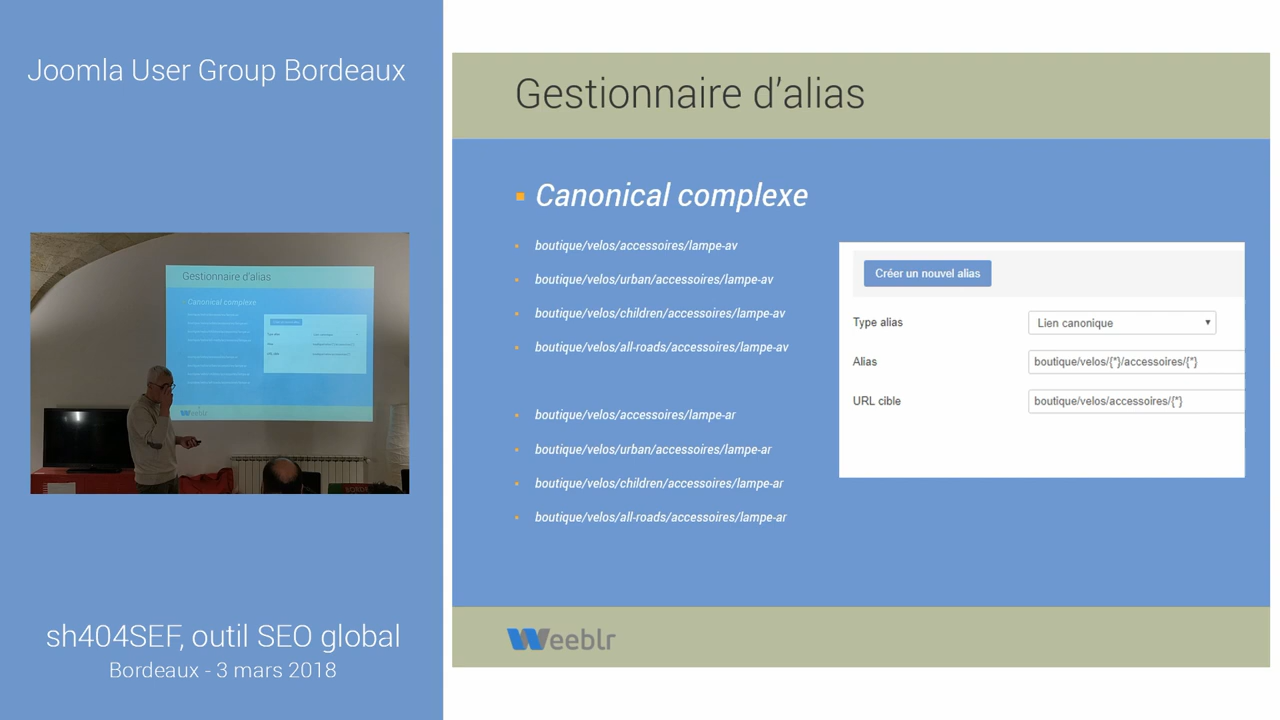 Joomla User Group Bordeaux
Gestionnaire d'alias
Canonical complexe
sh404SEF, outil SEO global
Bordeaux - 3 mars 2018
Gestionnaire d'alias
Canonical complexe
boutique/velos/accessoires/lampe-av
boutique/velos/urban/accessoires/lampe-av
boutique/velos/children/accessoires/lampe-av
boutique/velos/all-roads/accessoires/lampe-av
boutique/velos/accessoires/lampe-ar
boutique/velos/urban/accessoires/lampe-ar
boutique/velos/children/accessoires/lampe-ar
boutique/velos/all-roads/accessoires/lampe-ar
Créer un nouvel alias
Type alias
Lien canonique
Alias
boutique/velos/{*}/accessoires/{*}
URL cible
boutique/velos/accessoires/{*}
Weeblr